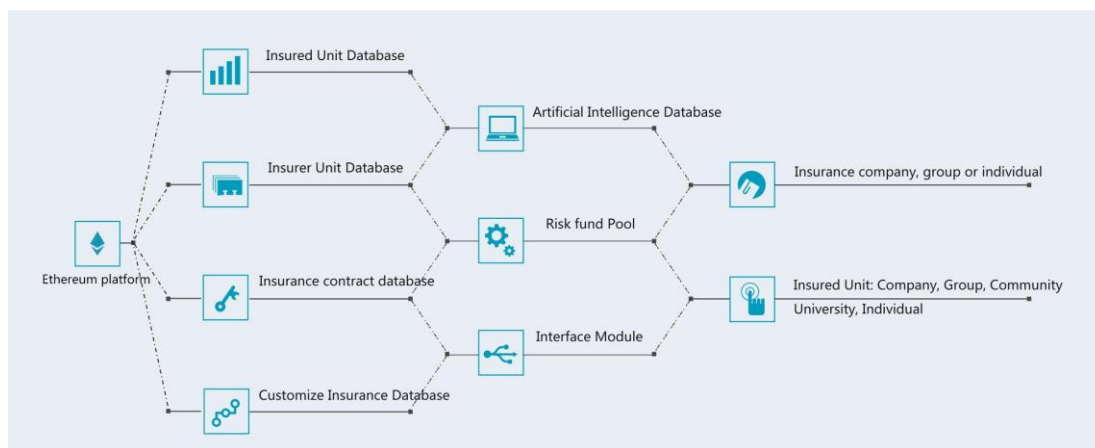 Insured Unit Database
Artificial Intelligence Database
Insurer Unit Database
Insurance company, group or individual
Risk fund Pool
Ethereum platform
Insurance contract database
Insured Unit: Company, Group, Community
University, Individual
Interface Module
Customize Insurance Database